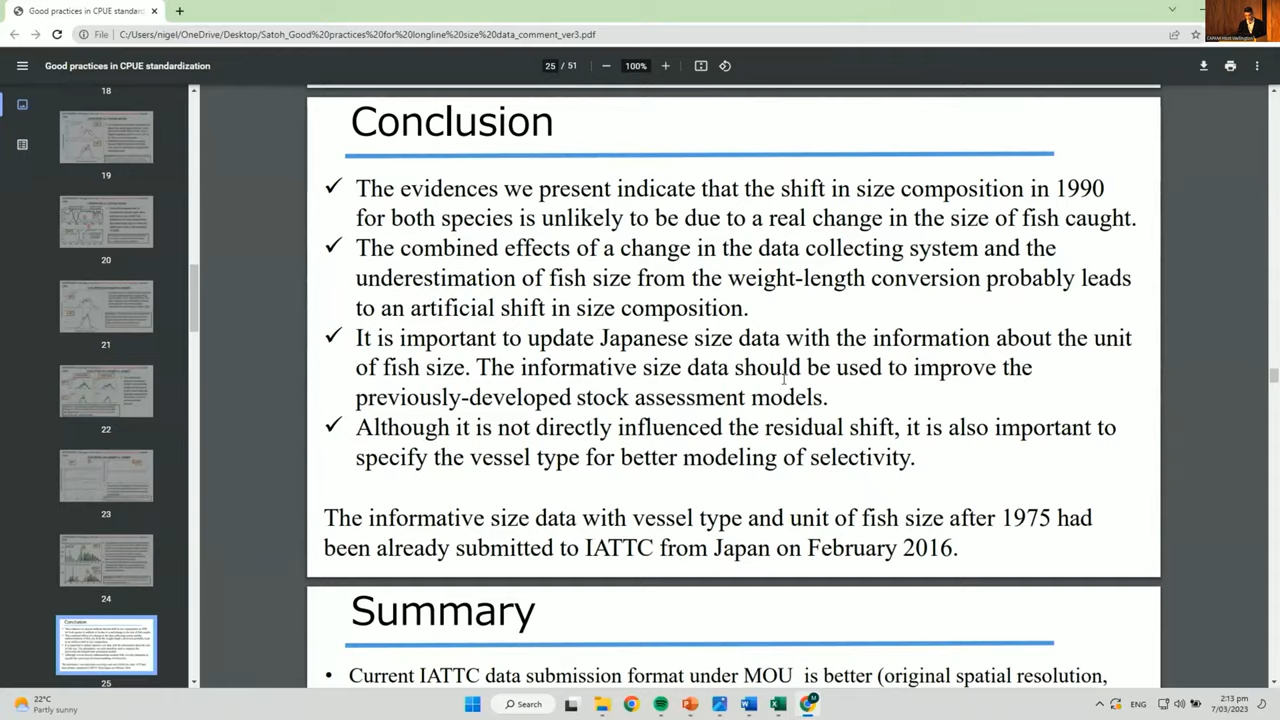 Good practices in CPUE standardiz
File
C:/Users/nigel/OneDrive/Desktop/Satoh_Good%20practices%20for%20longline%20size%20data_comment_ver3.pdf
Good practices in CPUE standardization
25 / 51
100%
18
19
20
21
22
23
24
25
Conclusion
✓ The evidences we present indicate that the shift in size composition in 1990
for both species is unlikely to be due to a real change in the size of fish caught.
✓ The combined effects of a change in the data collecting system and the
underestimation of fish size from the weight-length conversion probably leads
to an artificial shift in size composition.
✓ It is important to update Japanese size data with the information about the unit
of fish size. The informative size data should be used to improve the
previously-developed stock assessment models.
✓ Although it is not directly influenced the residual shift, it is also important to
specify the vessel type for better modeling of selectivity.
The informative size data with vessel type and unit of fish size after 1975 had
been already submitted to IATTC from Japan on February 2016.
Summary
• Current IATTC data submission format under MOU is better (original spatial resolution,
22°C
Partly sunny
Search
ENG
2:13 pm
7/03/2023